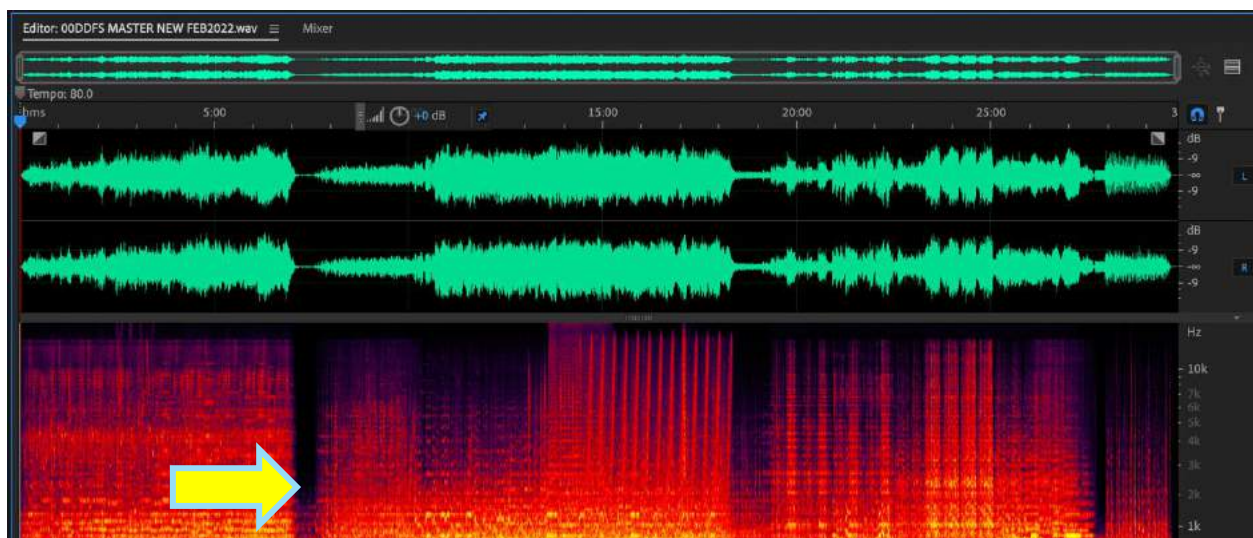 Editor: 00DDFS MASTER NEW FEB2022.wav Mixer
Tempo: 80.0
hms 5:00 +0 dB 15:00 20:00 25:00 3
dB
-9
-∞
-9
L
dB
-9
-∞
-9
R
Hz
10k
7k
6k
5k
4k
3k
2k
1k